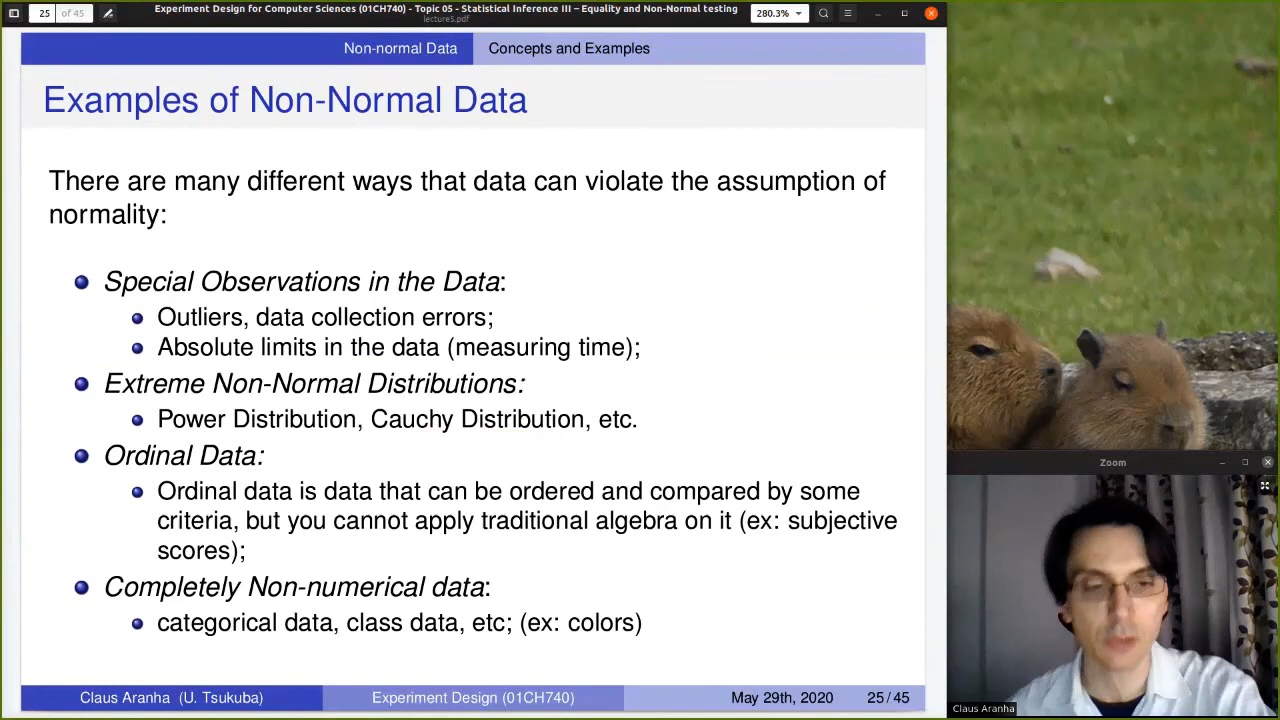 25 of 45
Experiment Design for Computer Sciences (01CH740) - Topic 05 - Statistical Inference III – Equality and Non-Normal testing
lecture5.pdf
280.3%
Non-normal Data
Concepts and Examples
Examples of Non-Normal Data
There are many different ways that data can violate the assumption of
normality:
Special Observations in the Data:
Outliers, data collection errors;
Absolute limits in the data (measuring time);
Extreme Non-Normal Distributions:
Power Distribution, Cauchy Distribution, etc.
Ordinal Data:
Ordinal data is data that can be ordered and compared by some
criteria, but you cannot apply traditional algebra on it (ex: subjective
scores);
Completely Non-numerical data:
categorical data, class data, etc; (ex: colors)
Claus Aranha (U. Tsukuba)
Experiment Design (01CH740)
May 29th, 2020
25 / 45
Zoom
Claus Aranha